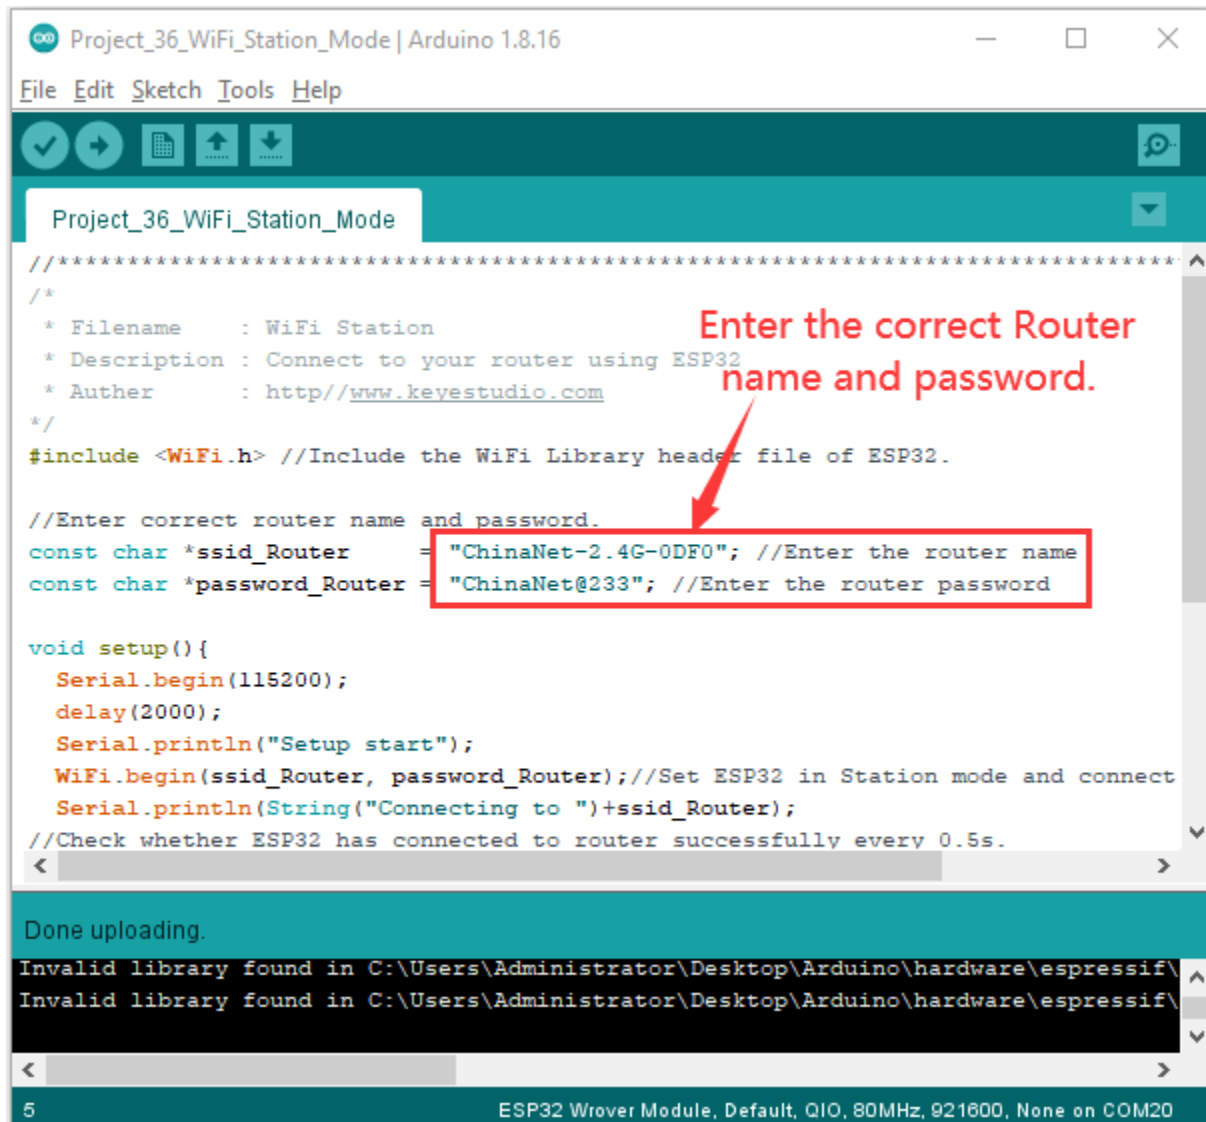 Project_36_WiFi_Station_Mode | Arduino 1.8.16
File Edit Sketch Tools Help
Project_36_WiFi_Station_Mode
//*********************************************************************************
/*
* Filename : WiFi Station
* Description : Connect to your router using ESP32
* Auther : http//www.keyestudio.com
*/
Enter the correct Router
name and password.
#include <WiFi.h> //Include the WiFi Library header file of ESP32.
//Enter correct router name and password.
const char *ssid_Router = "ChinaNet-2.4G-0DF0"; //Enter the router name
const char *password_Router = "ChinaNet@233"; //Enter the router password
void setup(){
Serial.begin(115200);
delay(2000);
Serial.println("Setup start");
WiFi.begin(ssid_Router, password_Router);//Set ESP32 in Station mode and connect
Serial.println(String("Connecting to ")+ssid_Router);
//Check whether ESP32 has connected to router successfully every 0.5s.
Done uploading.
Invalid library found in C:\Users\Administrator\Desktop\Arduino\hardware\espressif\
Invalid library found in C:\Users\Administrator\Desktop\Arduino\hardware\espressif\
5 ESP32 Wrover Module, Default, QIO, 80MHz, 921600, None on COM20